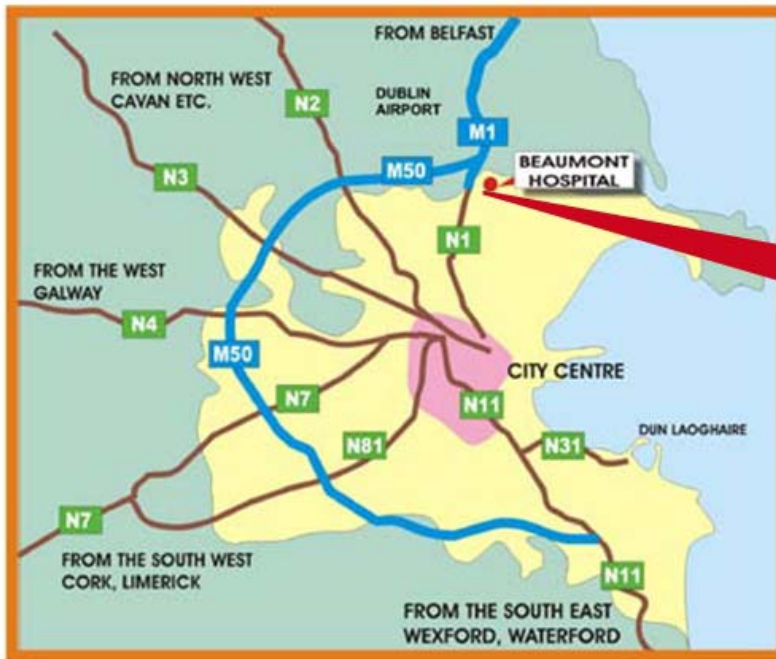 FROM BELFAST
FROM NORTH WEST
CAVAN ETC.
N2
DUBLIN
AIRPORT
M1
M50
BEAUMONT
HOSPITAL
N3
N1
FROM THE WEST
GALWAY
N4
M50
CITY CENTRE
N7
N11
N81
N31
DUN LAOGHAIRE
N7
FROM THE SOUTH WEST
CORK, LIMERICK
N11
FROM THE SOUTH EAST
WEXFORD, WATERFORD